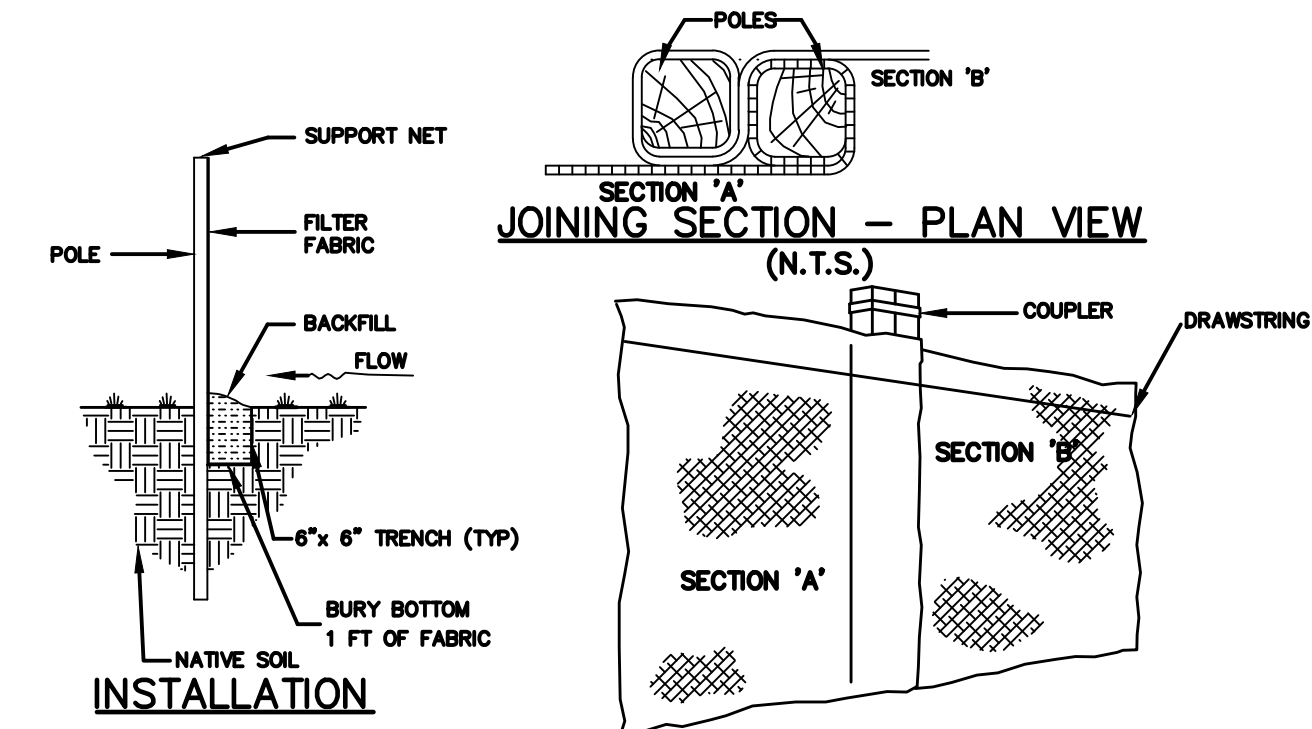 POLES
SECTION 'B'
SECTION 'A'
JOINING SECTION - PLAN VIEW
(N.T.S.)
SUPPORT NET
FILTER
FABRIC
POLE
BACKFILL
FLOW
6"x 6" TRENCH (TYP)
BURY BOTTOM
1 FT OF FABRIC
NATIVE SOIL
INSTALLATION
COUPLER
DRAWSTRING
SECTION 'B'
SECTION 'A'